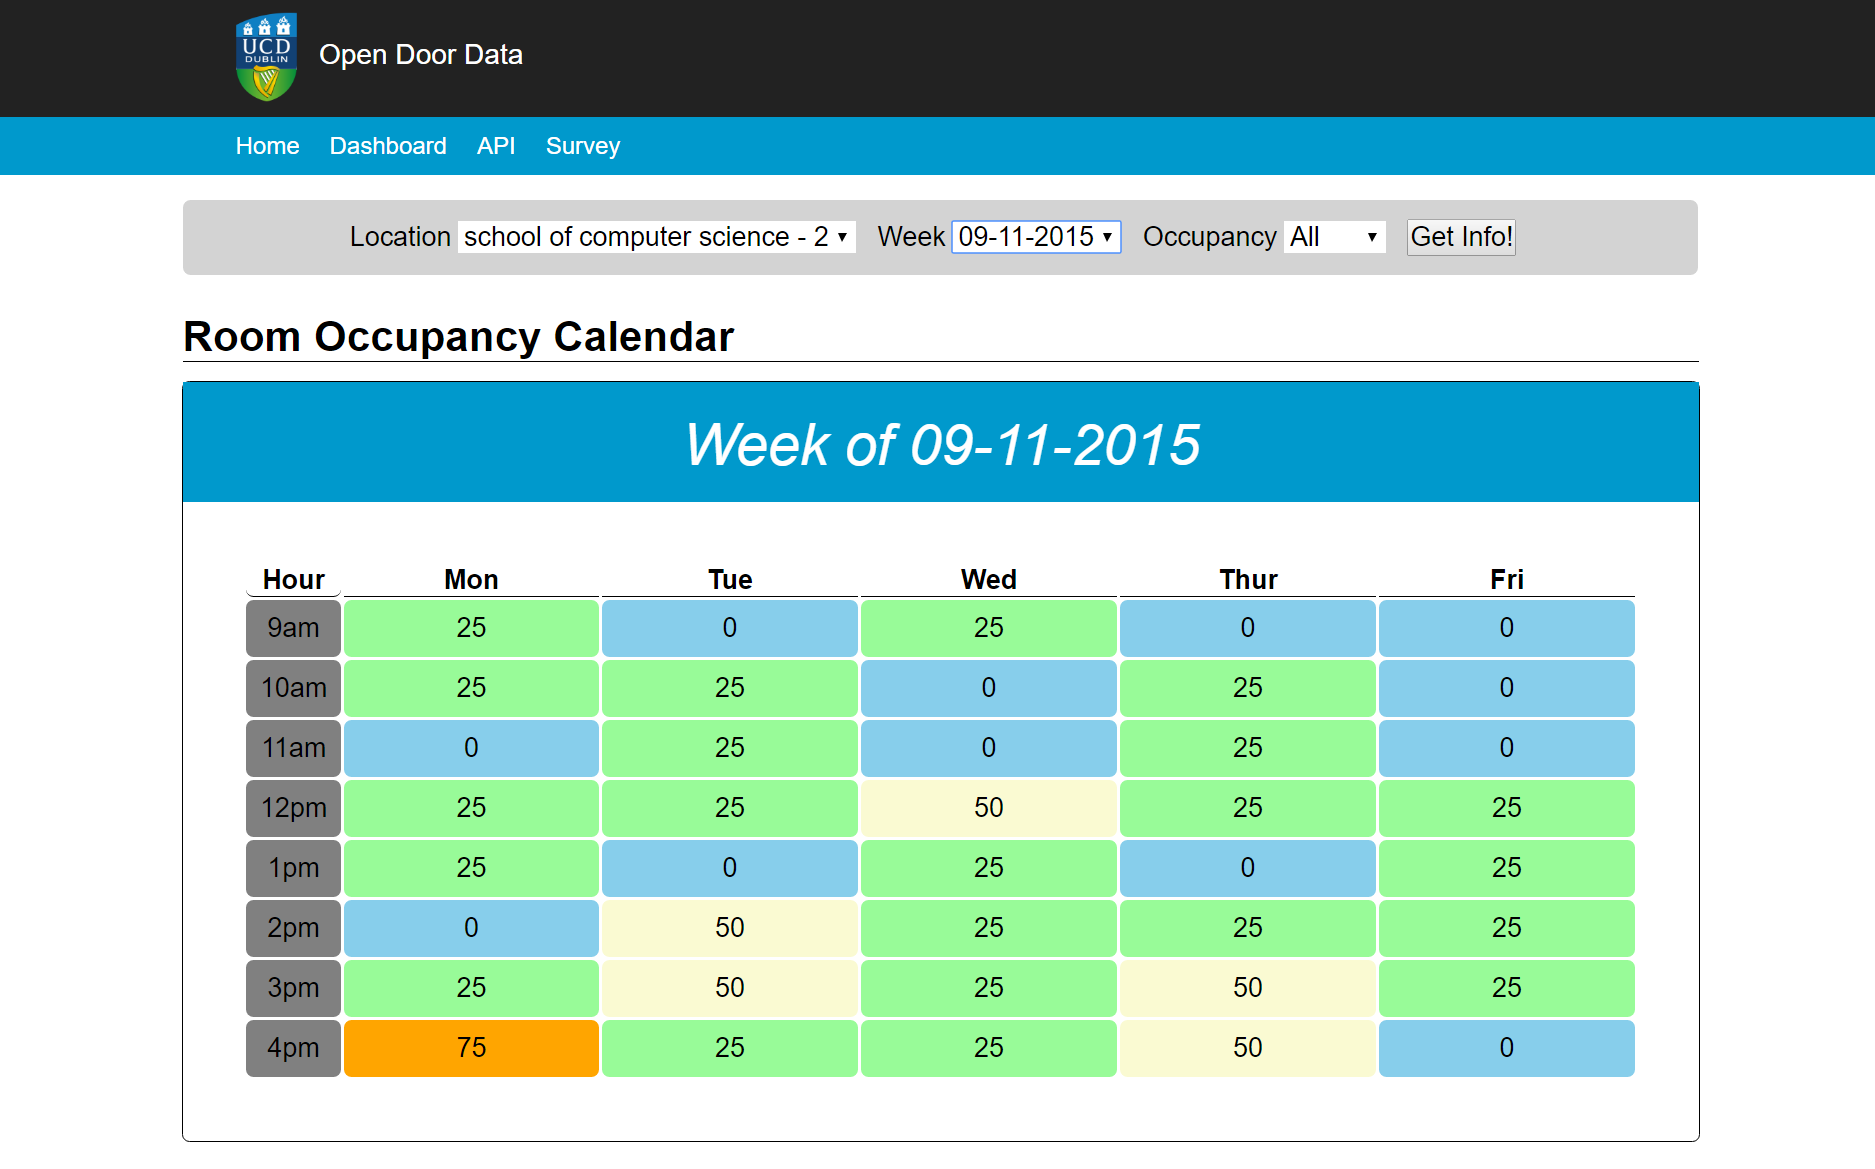 UCD
DUBLIN
Open Door Data
Home Dashboard API Survey
Location school of computer science - 2 Week 09-11-2015 Occupancy All Get Info!
Room Occupancy Calendar
Week of 09-11-2015
Hour Mon Tue Wed Thur Fri
9am 25 0 25 0 0
10am 25 25 0 25 0
11am 0 25 0 25 0
12pm 25 25 50 25 25
1pm 25 0 25 0 25
2pm 0 50 25 25 25
3pm 25 50 25 50 25
4pm 75 25 25 50 0